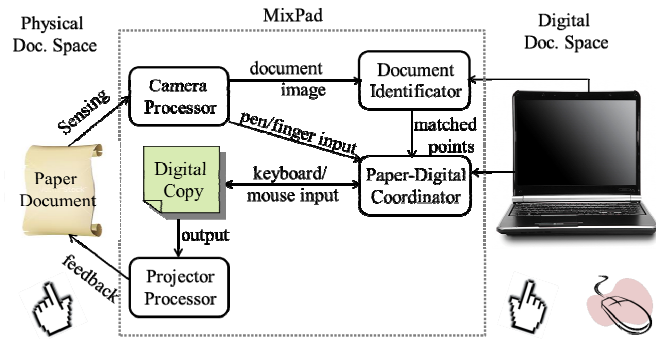 Physical
Doc. Space
MixPad
Digital
Doc. Space
Sensing
Camera
Processor
document
image
Document
Identificator
pen/finger input
matched
points
Paper
Document
Digital
Copy
keyboard/
mouse input
Paper-Digital
Coordinator
output
feedback
Projector
Processor